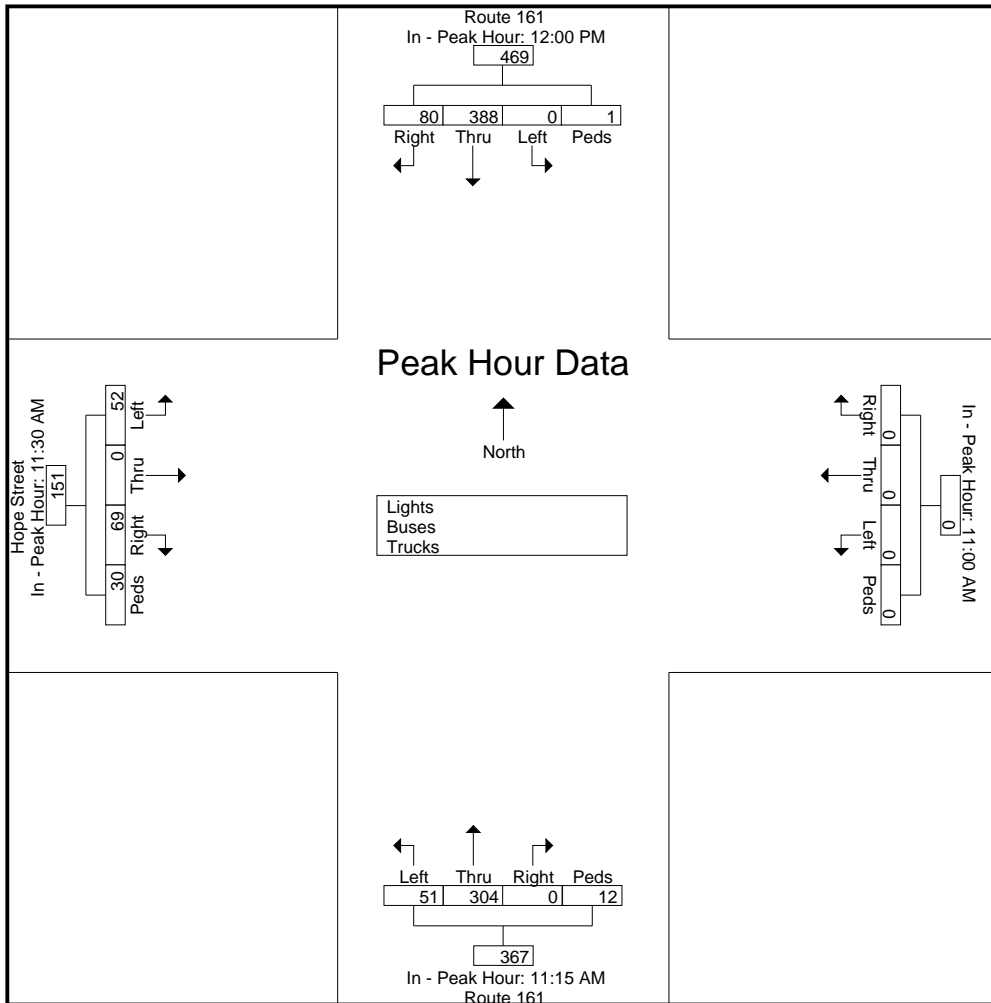 Route 161
In - Peak Hour: 12:00 PM
469
80 388 0 1
Right Thru Left Peds
Peak Hour Data
North
Lights
Buses
Trucks
Hope Street
In - Peak Hour: 11:30 AM
151
52 0 69 30
Left Thru Right Peds
In - Peak Hour: 11:00 AM
0
0 0 0 0
Right Thru Left Peds
Left Thru Right Peds
51 304 0 12
367
In - Peak Hour: 11:15 AM
Route 161